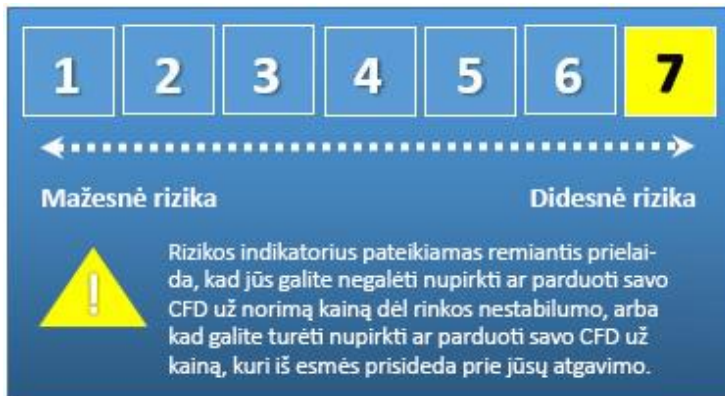 1 2 3 4 5 6 7
Mažesnė rizika Didesnė rizika
!
Rizikos indikatorius pateikiamas remiantis prielai-
da, kad jūs galite negalėti nupirkti ar parduoti savo
CFD už norimą kainą dėl rinkos nestabilumo, arba
kad galite turėti nupirkti ar parduoti savo CFD už
kainą, kuri iš esmės prisideda prie jūsų atgavimo.